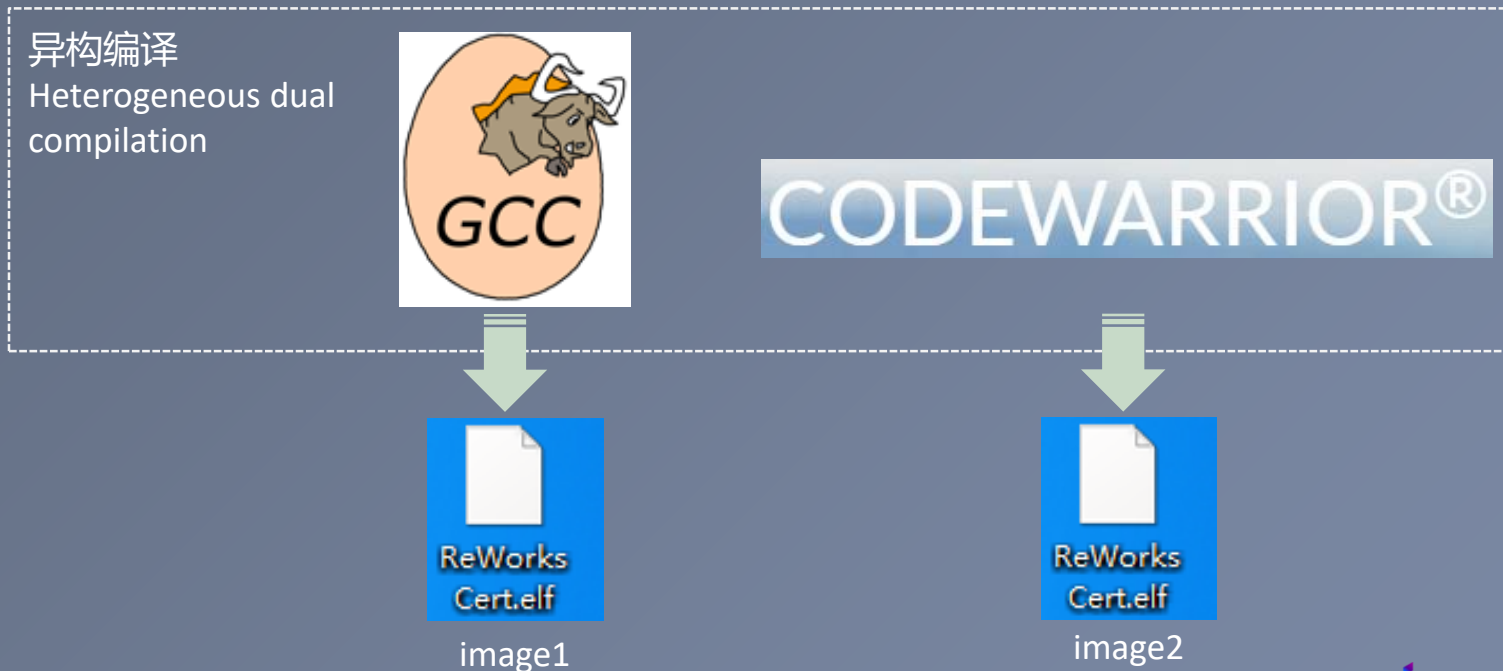 异构编译
Heterogeneous dual
compilation
GCC
CODEWARRIOR®
ReWorks
Cert.elf
image1
ReWorks
Cert.elf
image2